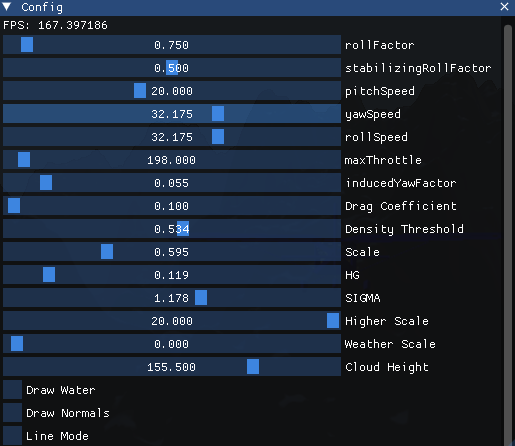 Config
FPS: 167.397186
0.750 rollFactor
0.500 stabilizingRollFactor
20.000 pitchSpeed
32.175 yawSpeed
32.175 rollSpeed
198.000 maxThrottle
0.055 inducedYawFactor
0.100 Drag Coefficient
0.534 Density Threshold
0.595 Scale
0.119 HG
1.178 SIGMA
20.000 Higher Scale
0.000 Weather Scale
155.500 Cloud Height
Draw Water
Draw Normals
Line Mode